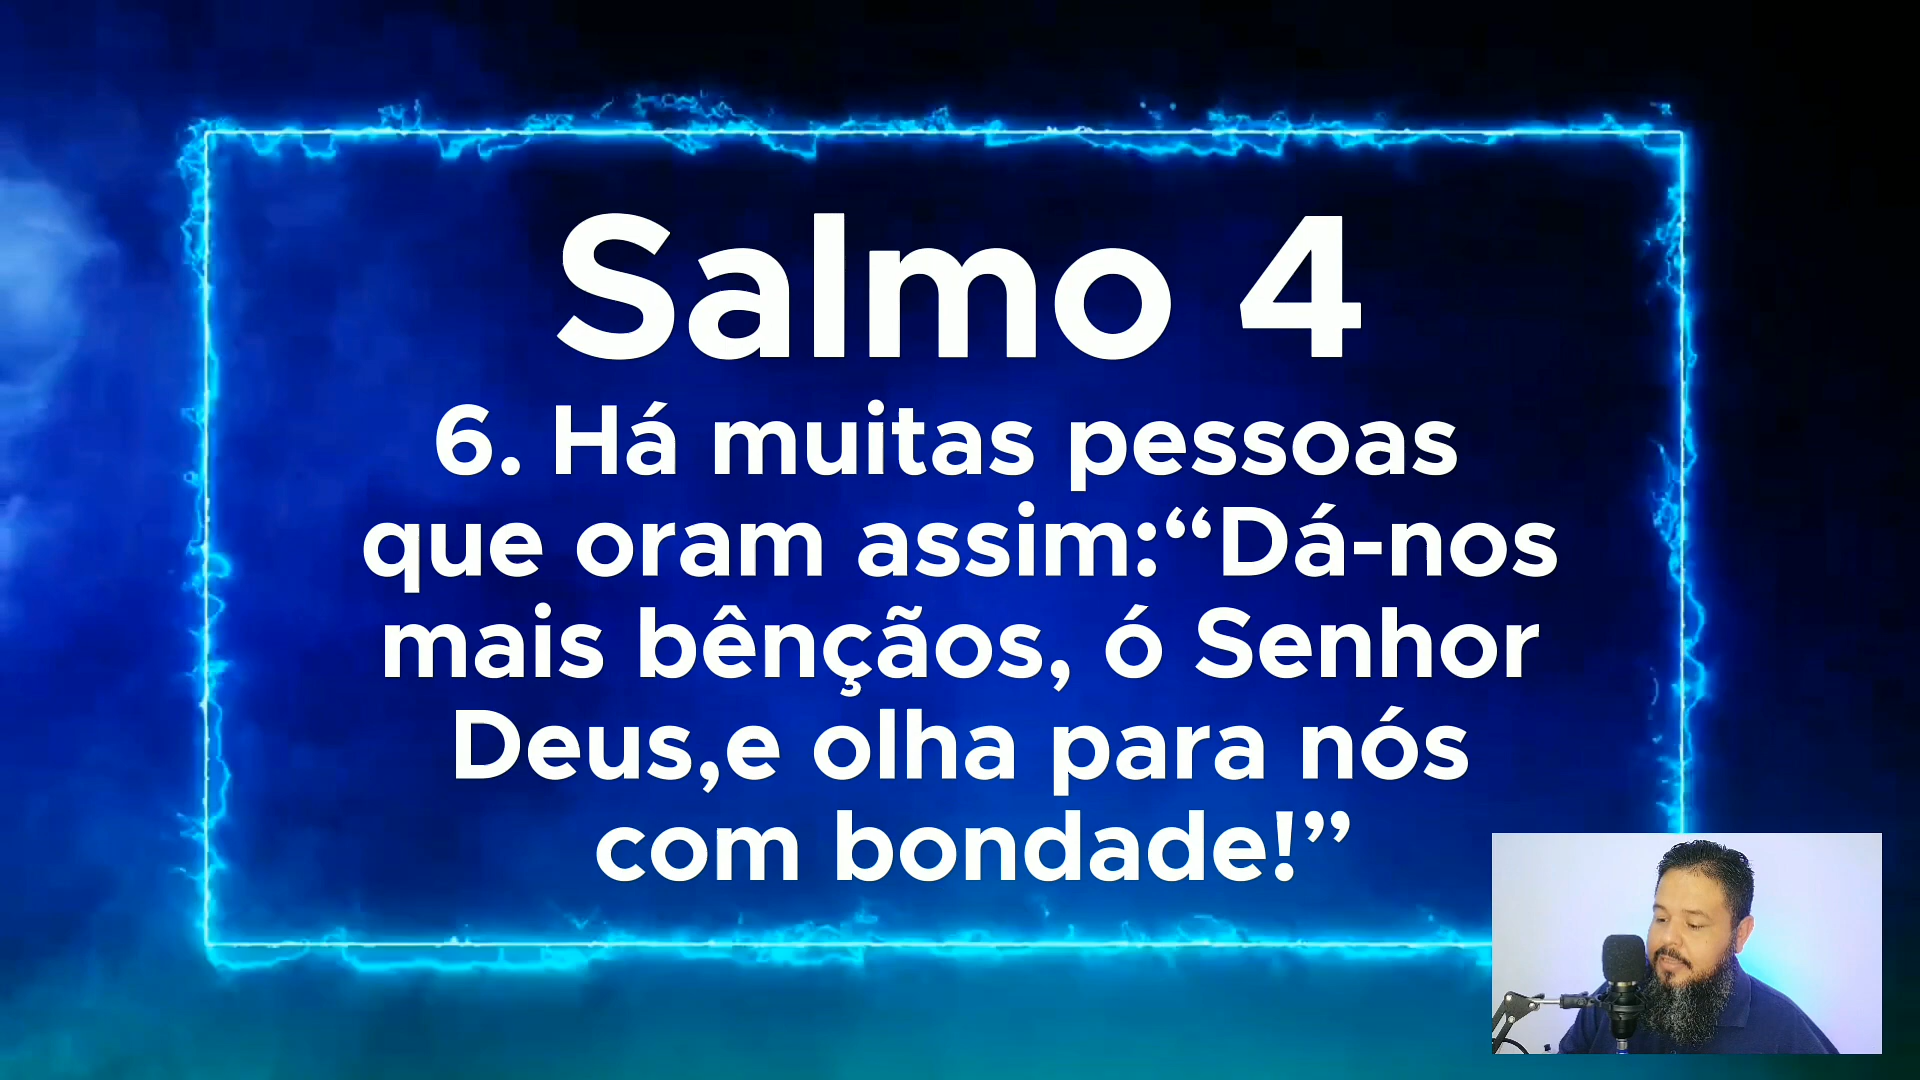 Salmo 4
6. Há muitas pessoas
que oram assim:“Dá-nos
mais bênçãos, ó Senhor
Deus,e olha para nós
com bondade!”